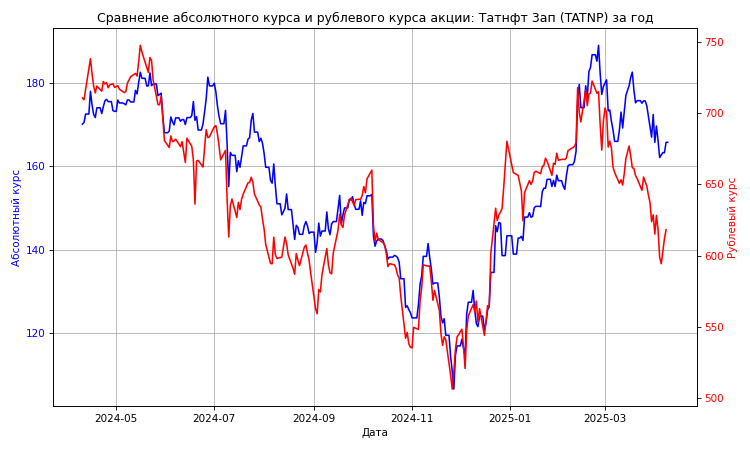 Сравнение абсолютного курса и рублевого курса акции: Татнфт 3ап (TATNP) за год
750
180
700
160
650
Абсолютный курс
Рублевый курс
600
140
550
120
500
2024-05 2024-07 2024-09 2024-11 2025-01 2025-03
Дата